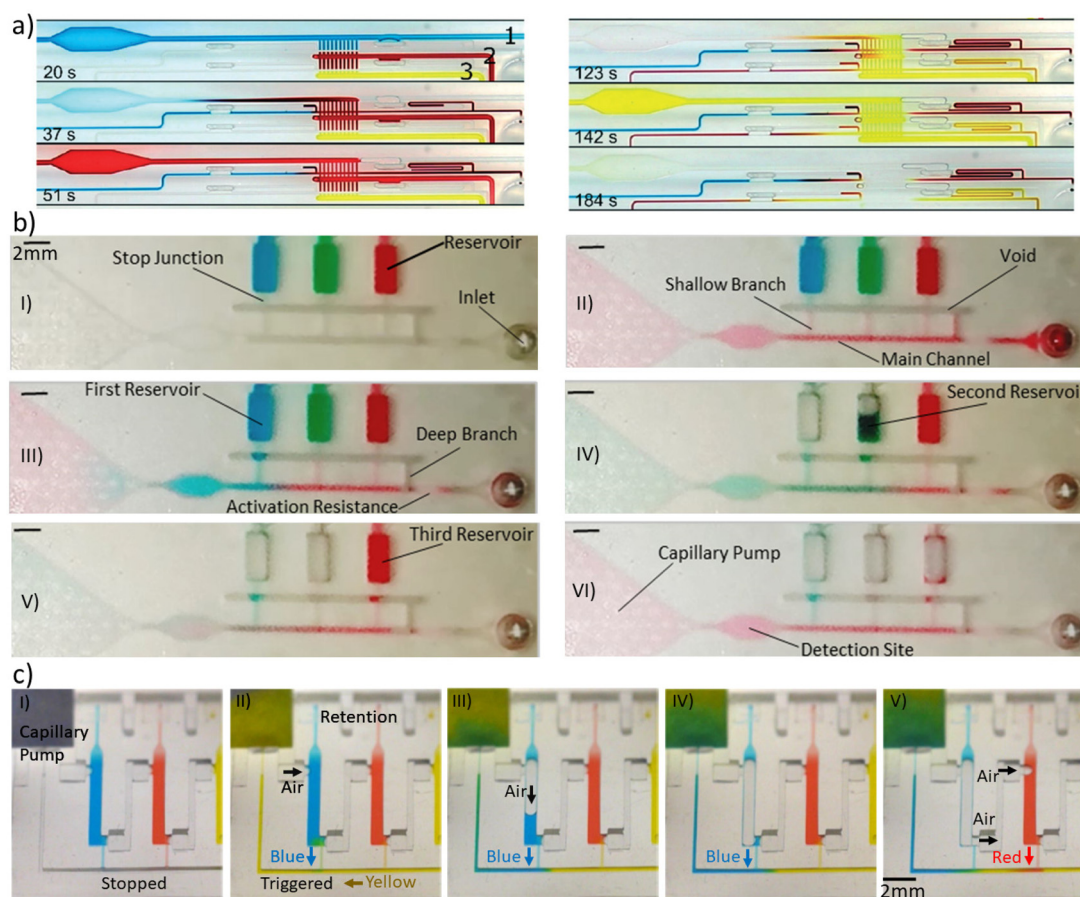 a)
1
2
3
20 s
37 s
51 s
123 s
142 s
184 s
b)
2mm
I)
Stop Junction
Reservoir
Inlet
II)
Shallow Branch
Void
Main Channel
III)
First Reservoir
Deep Branch
Activation Resistance
IV)
Second Reservoi
V)
Third Reservoir
VI)
Capillary Pump
Detection Site
c)
I)
Capillary
Pump
Stopped
II)
Retention
Air
Blue
Triggered
Yellow
III)
Air
Blue
IV)
Blue
V)
Air
Air
Red
2mm